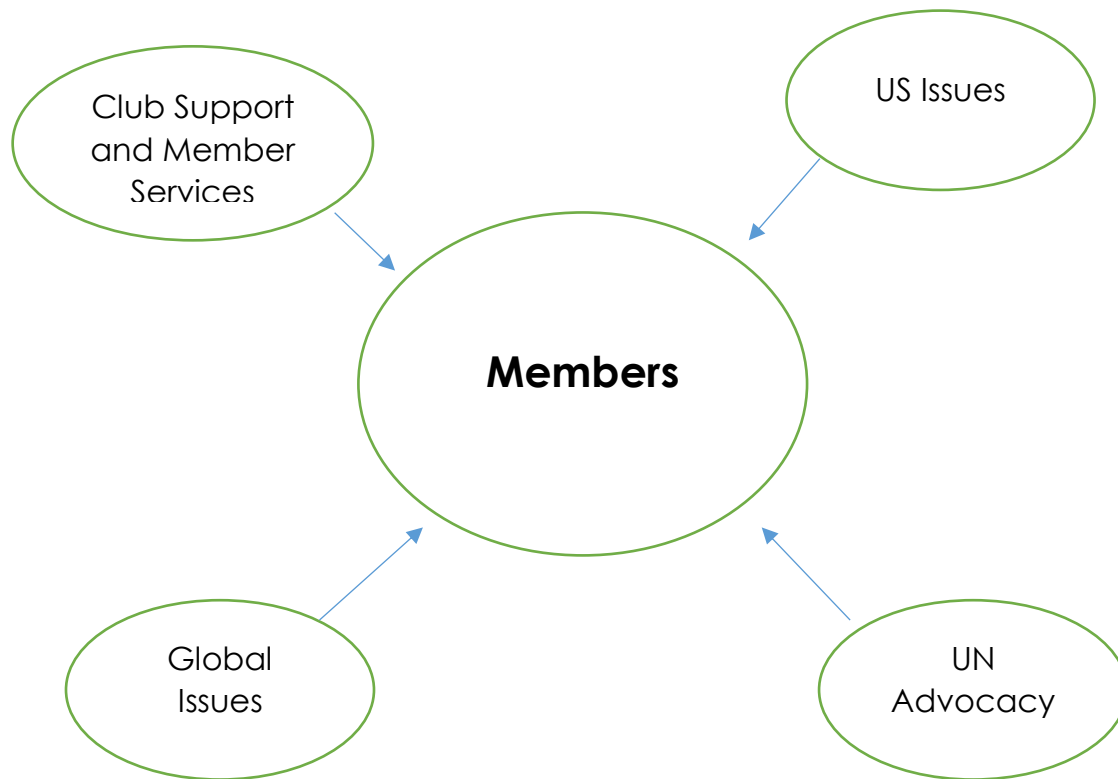 Club Support
and Member
Services
US Issues
Members
Global
Issues
UN
Advocacy